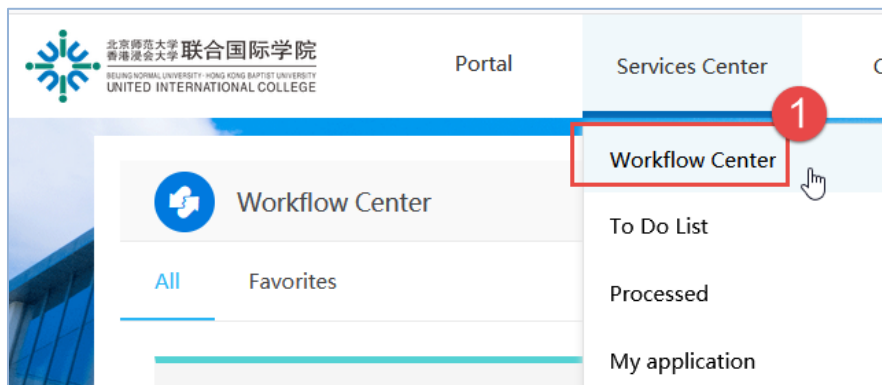 北京師范大学
香港浸会大学 联合国际学院
BEIJING NORMAL UNIVERSITY·HONG KONG BAPTIST UNIVERSITY
UNITED INTERNATIONAL COLLEGE
Portal
Services Center
1
Workflow Center
Workflow Center
To Do List
All
Favorites
Processed
My application